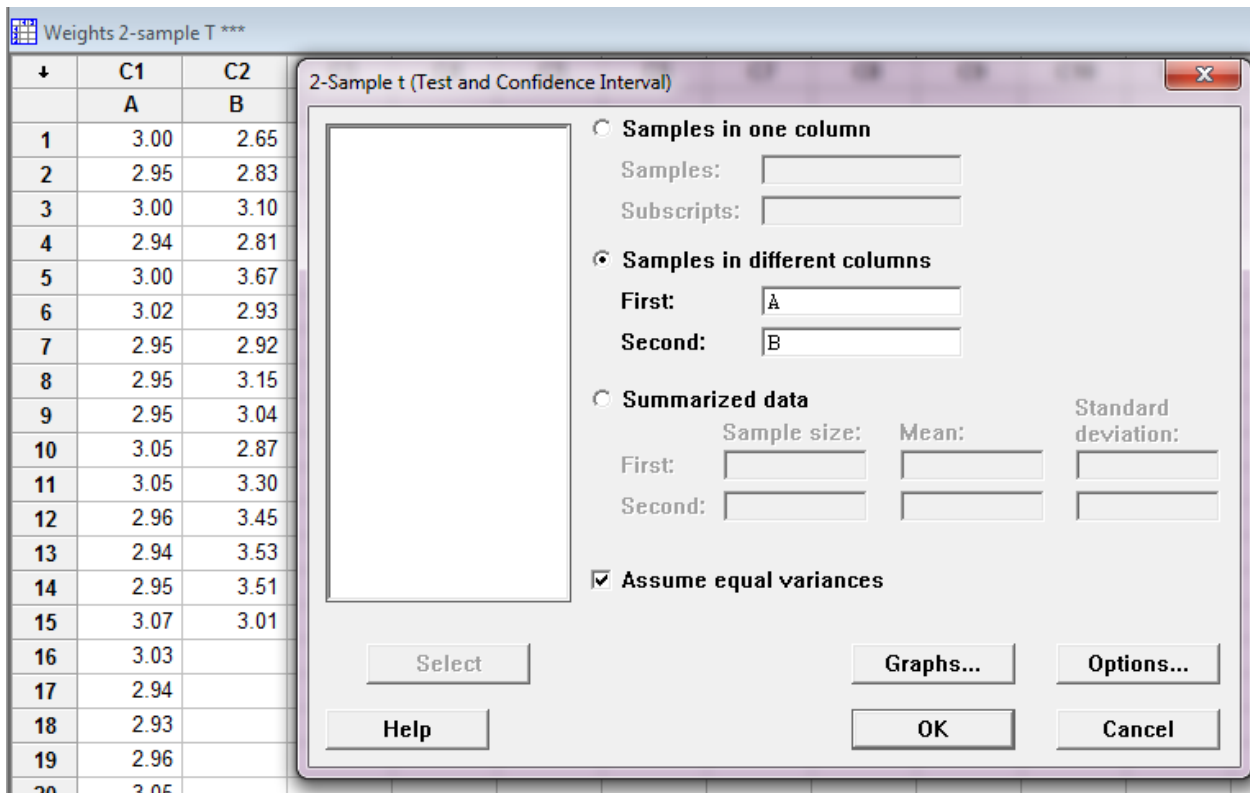 Weights 2-sample T ***
↓ C1 C2
A B
1 3.00 2.65
2 2.95 2.83
3 3.00 3.10
4 2.94 2.81
5 3.00 3.67
6 3.02 2.93
7 2.95 2.92
8 2.95 3.15
9 2.95 3.04
10 3.05 2.87
11 3.05 3.30
12 2.96 3.45
13 2.94 3.53
14 2.95 3.51
15 3.07 3.01
16 3.03
17 2.94
18 2.93
19 2.96
20 3.05
2-Sample t (Test and Confidence Interval)
Samples in one column
Samples:
Subscripts:
Samples in different columns
First: A
Second: B
Summarized data
Sample size: Mean: Standard deviation:
First:
Second:
Assume equal variances
Select Graphs... Options...
Help OK Cancel